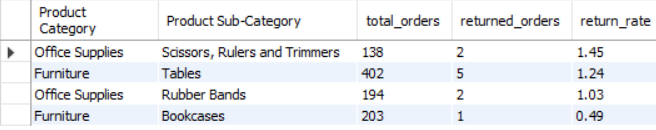 Product Category Product Sub-Category total_orders returned_orders return_rate
Office Supplies Scissors, Rulers and Trimmers 138 2 1.45
Furniture Tables 402 5 1.24
Office Supplies Rubber Bands 194 2 1.03
Furniture Bookcases 203 1 0.49